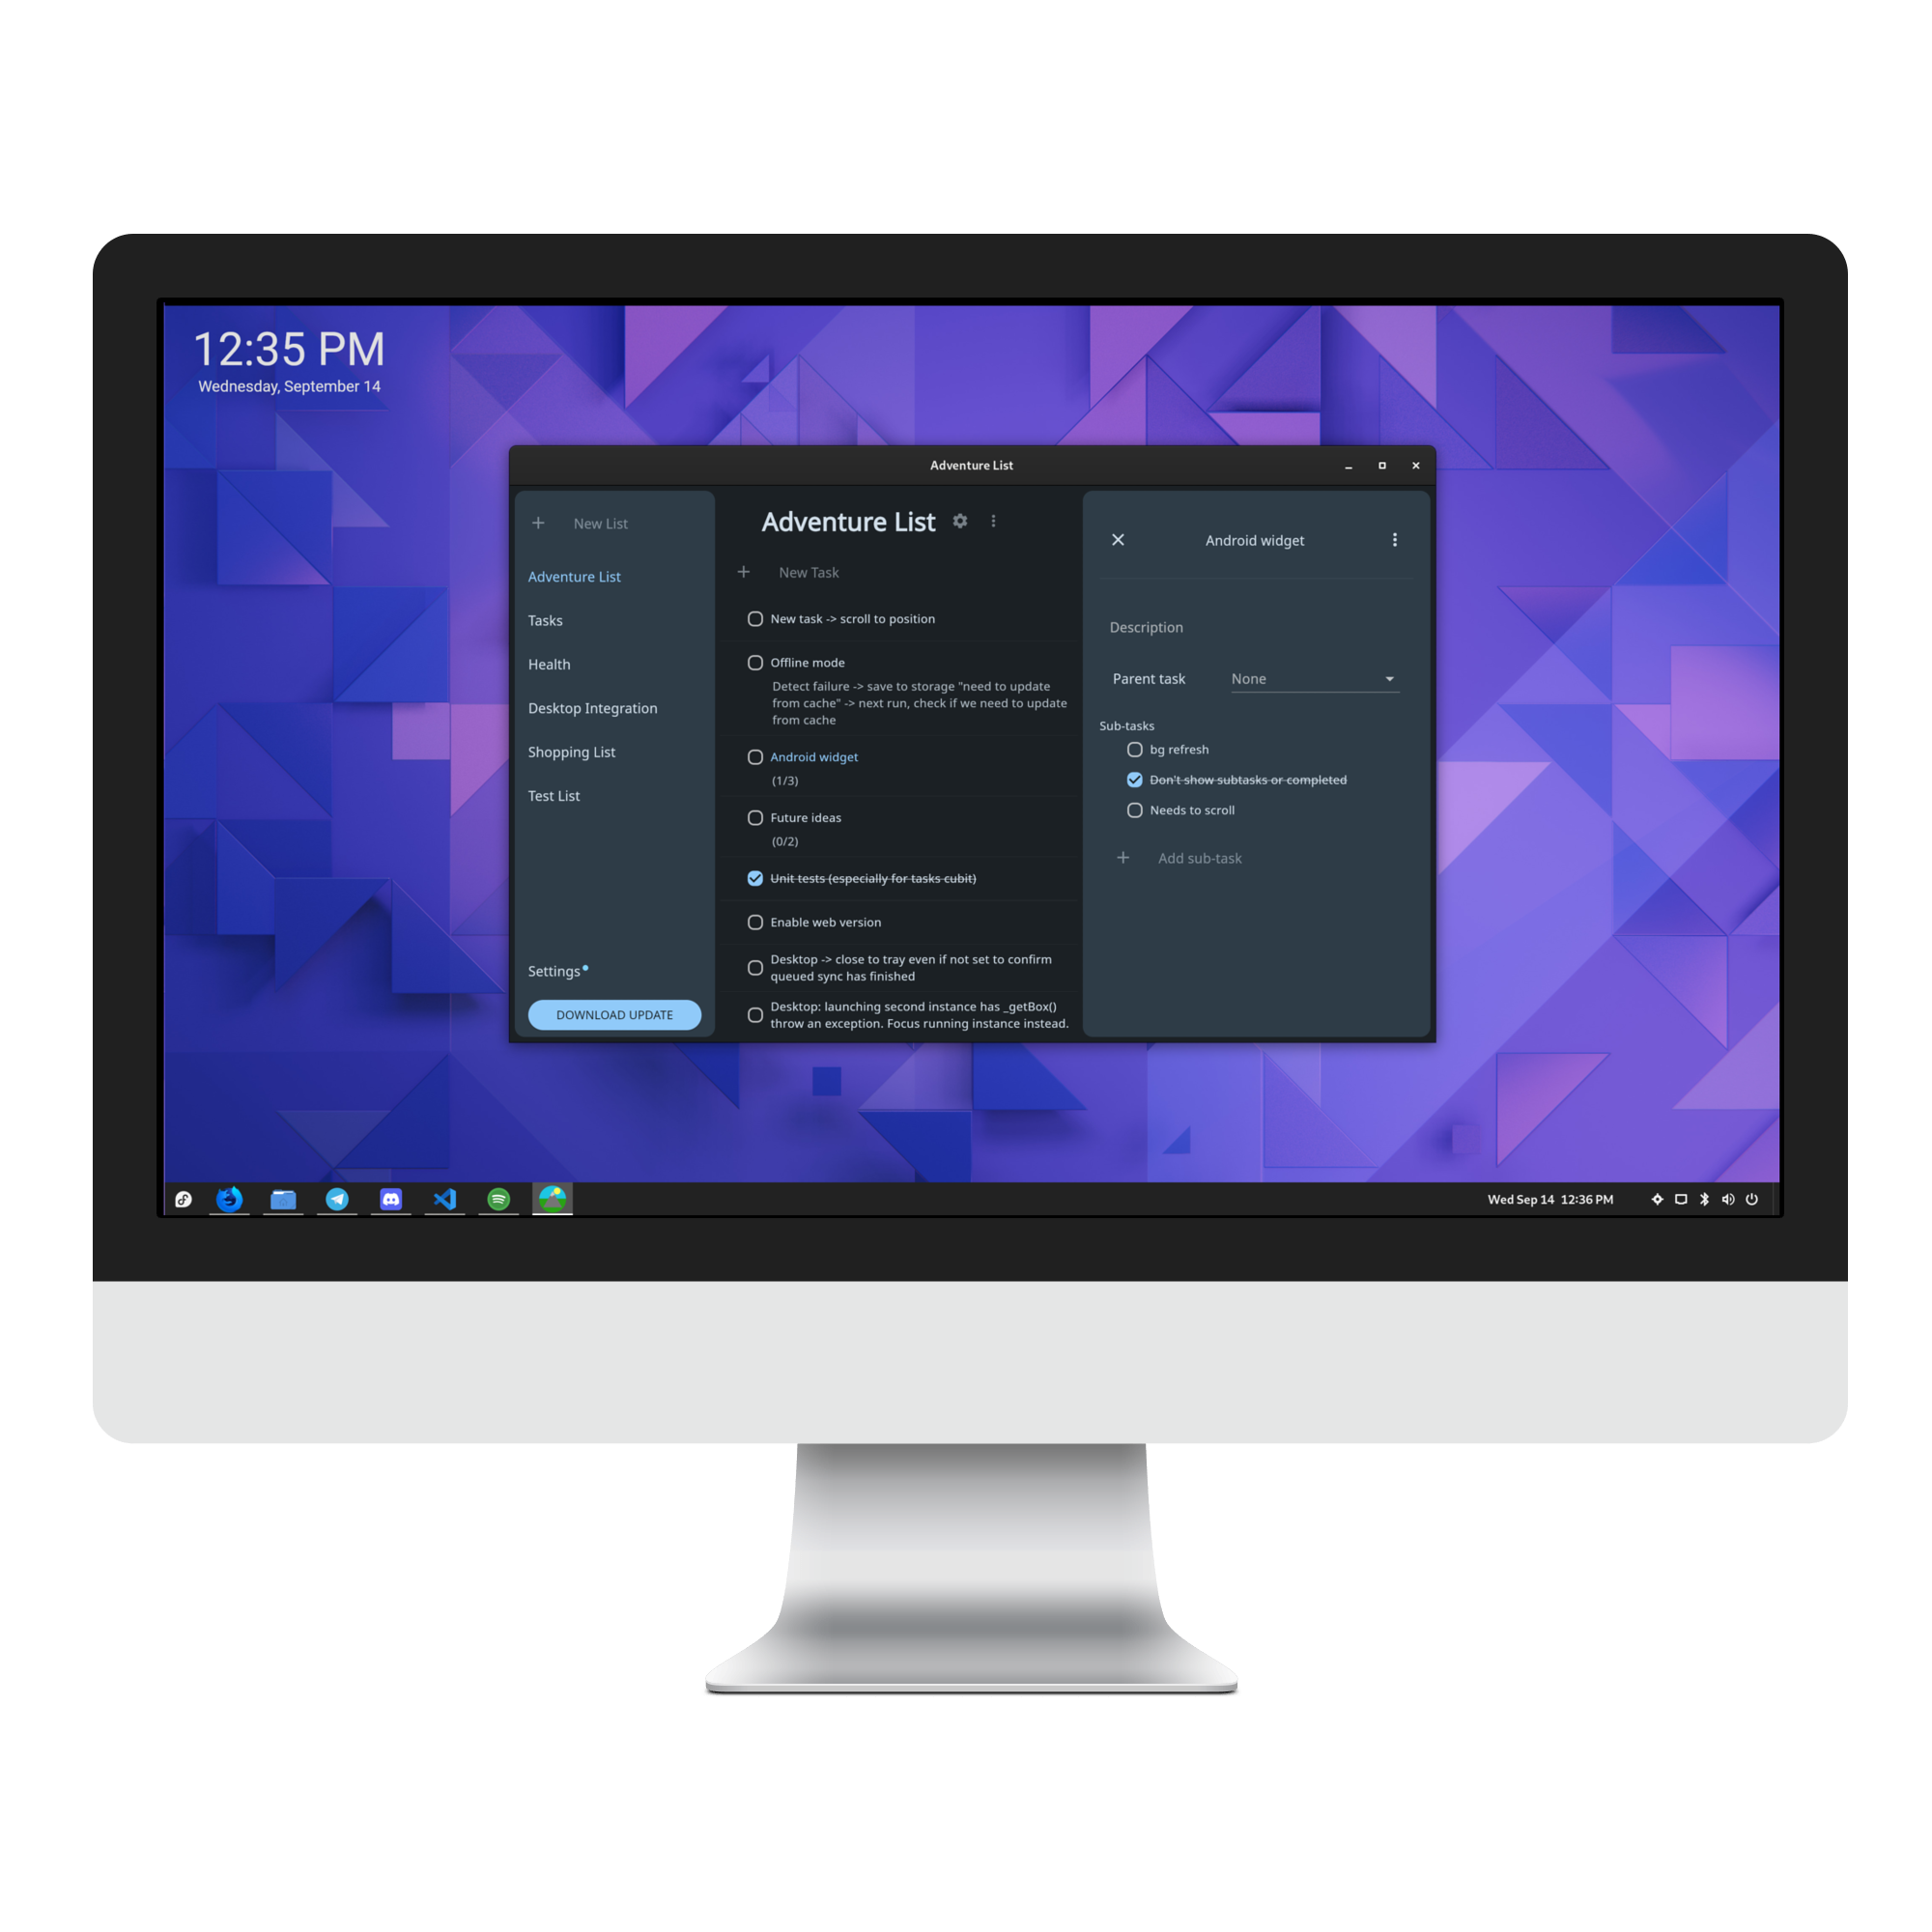 12:35 PM
Wednesday, September 14
Adventure List
New List
Adventure List
Tasks
Health
Desktop Integration
Shopping List
Test List
Settings
DOWNLOAD UPDATE
Adventure List
New Task
New task -> scroll to position
Offline mode
Detect failure -> save to storage "need to update
from cache" -> next run, check if we need to update
from cache
Android widget
(1/3)
Future ideas
(0/2)
Unit tests (especially for tasks cubit)
Enable web version
Desktop -> close to tray even if not set to confirm
queued sync has finished
Desktop: launching second instance has _getBox()
throw an exception. Focus running instance instead.
Android widget
Description
Parent task None
Sub-tasks
bg refresh
Don't show subtasks or completed
Needs to scroll
Add sub-task
Wed Sep 14 12:36 PM